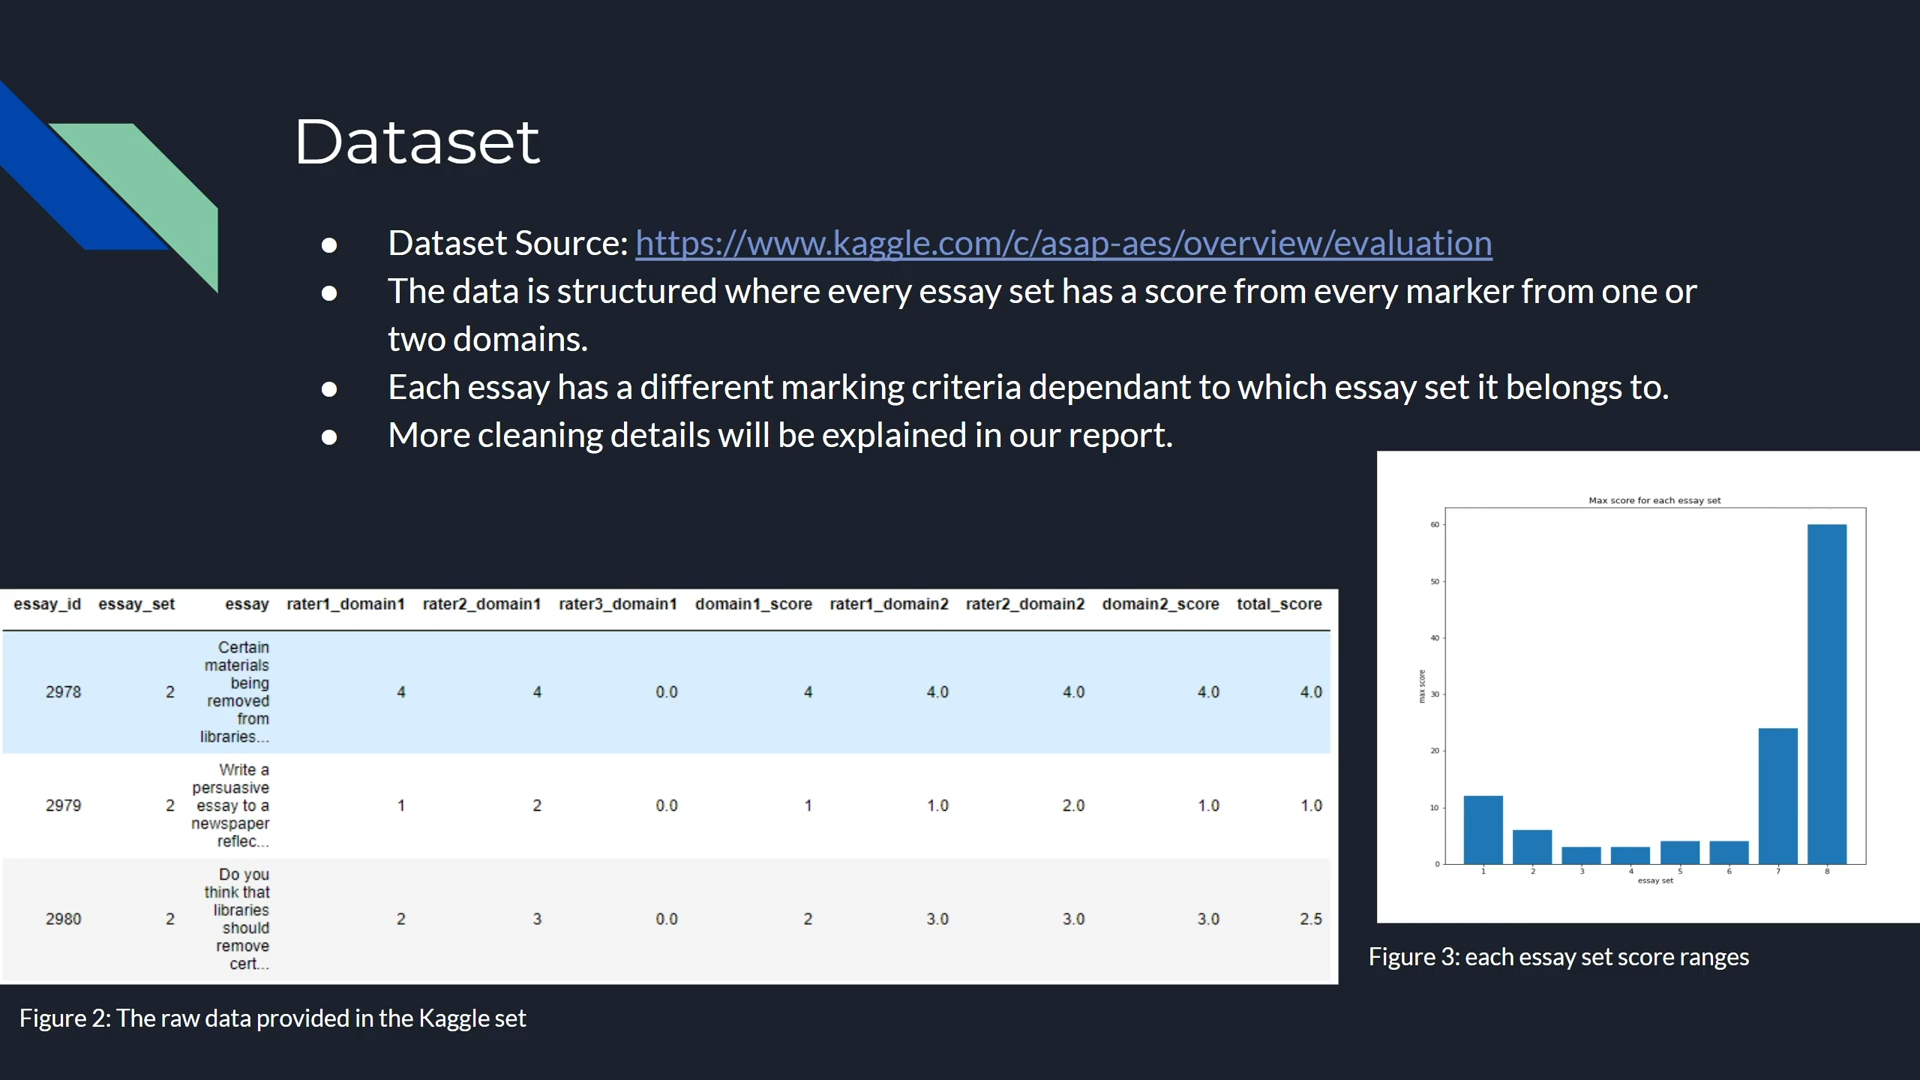 Dataset
● Dataset Source: https://www.kaggle.com/c/asap-aes/overview/evaluation
● The data is structured where every essay set has a score from every marker from one or
two domains.
● Each essay has a different marking criteria dependant to which essay set it belongs to.
● More cleaning details will be explained in our report.
essay_id essay_set essay rater1_domain1 rater2_domain1 rater3_domain1 domain1_score rater1_domain2 rater2_domain2 domain2_score total_score
Certain
materials
being
2978 2 removed 4 4 0.0 4 4.0 4.0 4.0 4.0
from
libraries...
Write a
persuasive
2979 2 essay to a 1 2 0.0 1 1.0 2.0 1.0 1.0
newspaper
reflec...
Do you
think that
libraries
2980 2 should 2 3 0.0 2 3.0 3.0 3.0 2.5
remove
cert...
Figure 2: The raw data provided in the Kaggle set
Max score for each essay set
60
50
40
30
20
10
0
max score
1 2 3 4 5 6 7 8
essay set
Figure 3: each essay set score ranges